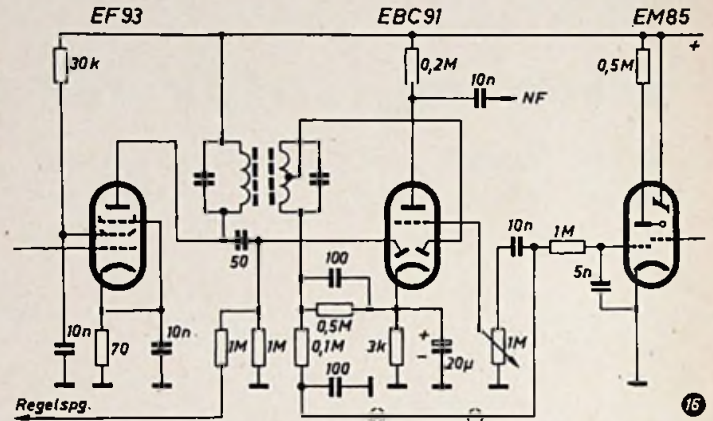 EF93
EBC91
EM85
30k
0,2M
10n
NF
0,5M
+
50
100
10n
1M
5n
10n
70
10n
1M
1M
0,5M
0,1M
100
3k
+
−
20µ
1M
Regelspg.
16